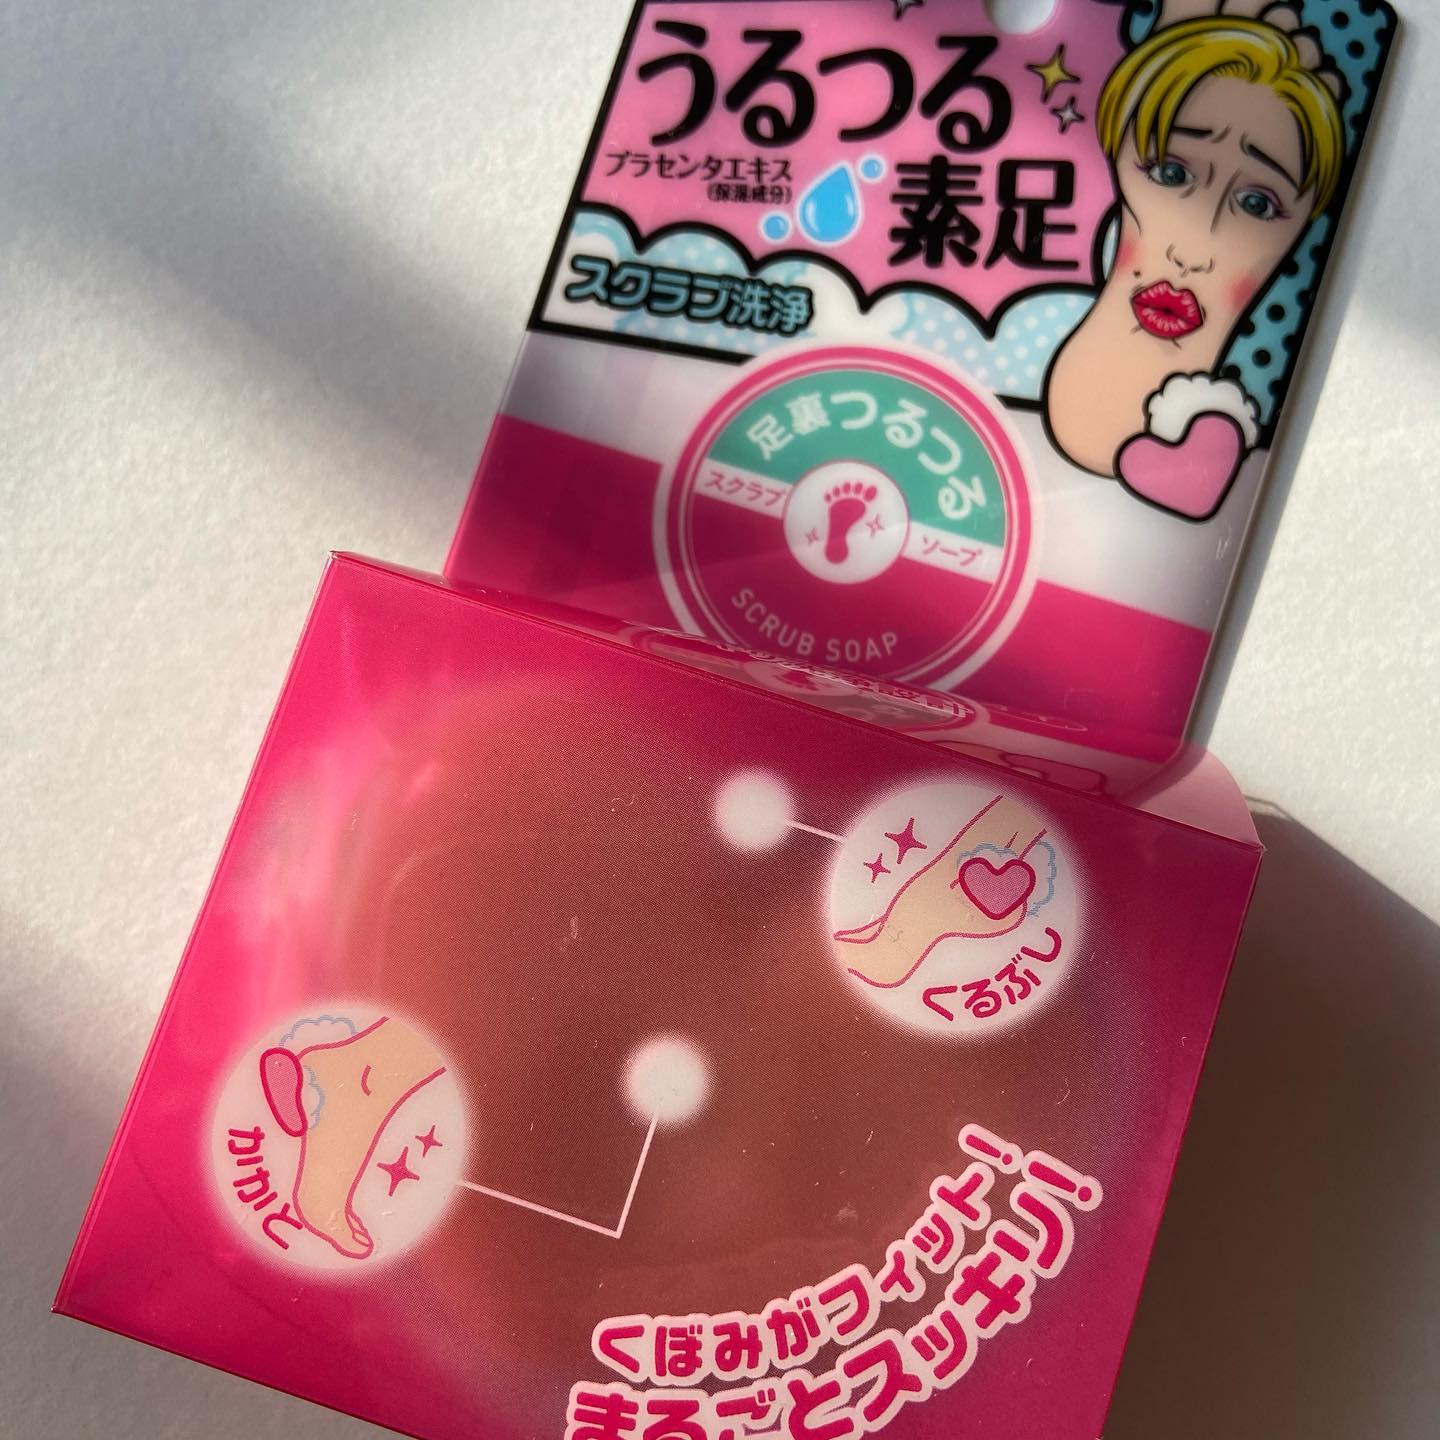 うるつる
プラセンタエキス
(保湿成分)
素足
スクラブ洗浄
足裏つるつる
スクラブ
ソープ
SCRUB SOAP
くるぶし
かかと
くぼみがフィット!
まるごとスッキリ!